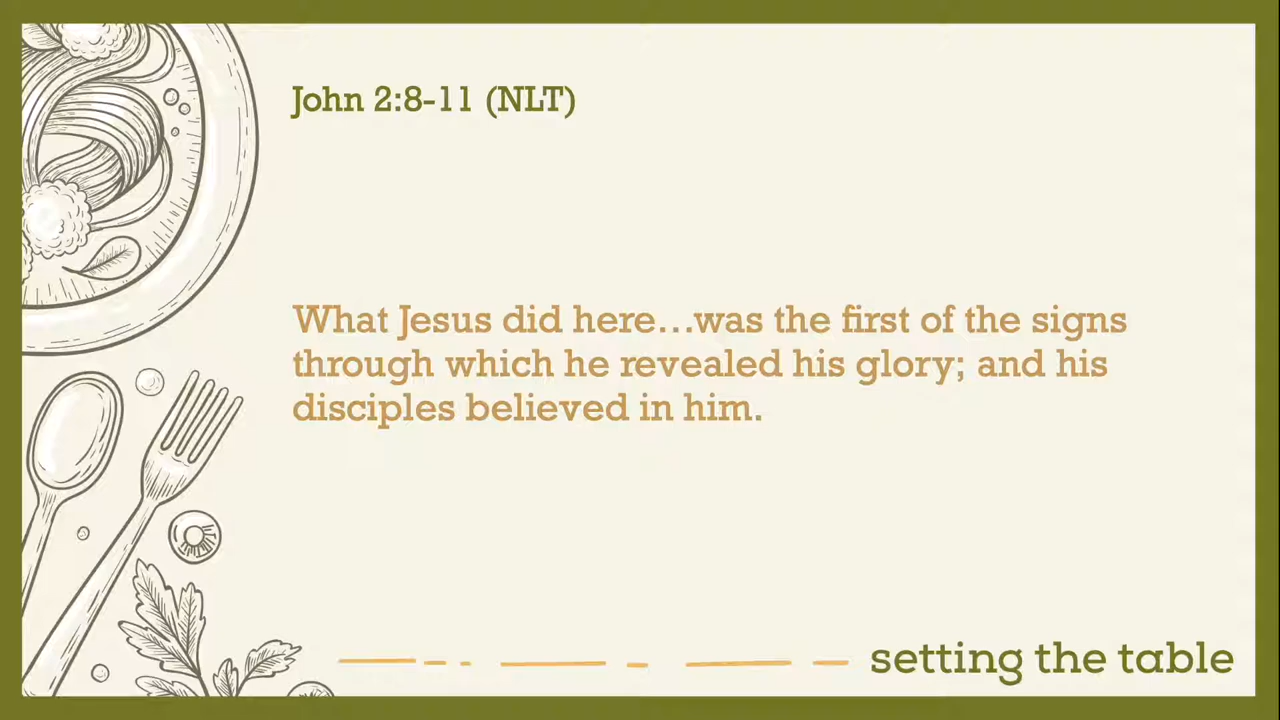 John 2:8-11 (NLT)
What Jesus did here…was the first of the signs
through which he revealed his glory; and his
disciples believed in him.
setting the table